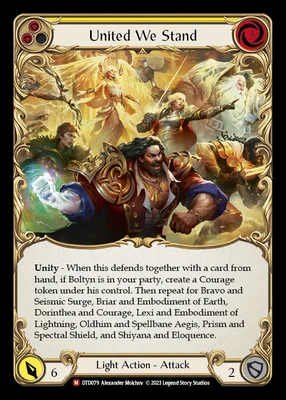 United We Stand
Unity - When this defends together with a card from
hand, if Boltyn is in your party, create a Courage
token under his control. Then repeat for Bravo and
Seismic Surge, Briar and Embodiment of Earth,
Dorinthea and Courage, Lexi and Embodiment of
Lightning, Oldhim and Spellbane Aegis, Prism and
Spectral Shield, and Shiyana and Eloquence.
6
Light Action - Attack
2
M DTD079 Alexander Mokhov © 2023 Legend Story Studios